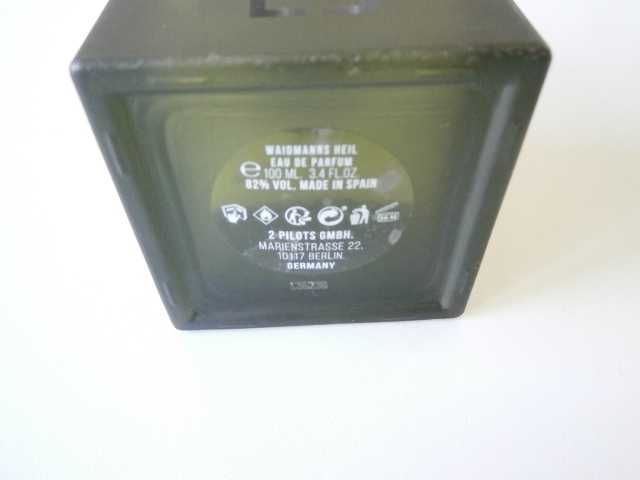 WAIDMANNS HEIL
EAU DE PARFUM
℮100 ML. 3.4 FL.OZ.
82% VOL. MADE IN SPAIN
2 PILOTS GMBH.
MARIENSTRASSE 22.
10117 BERLIN.
GERMANY